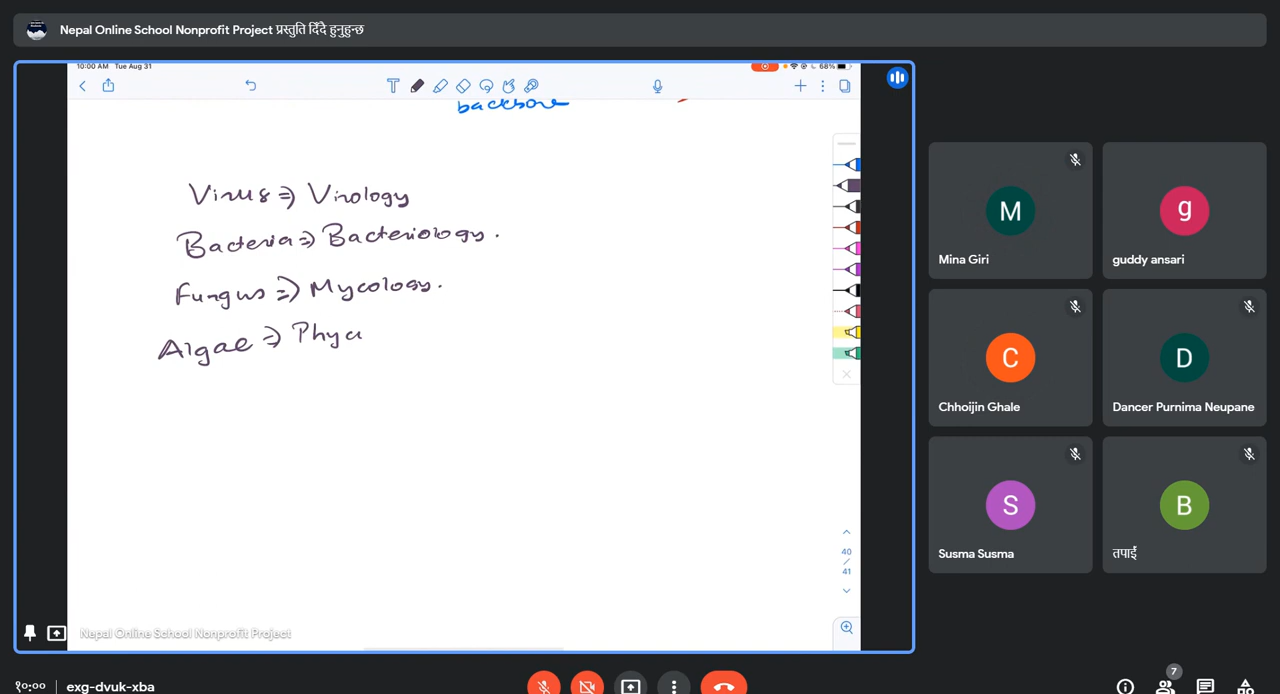 Nepal Online School Nonprofit Project प्रस्तुति दिँदै हुनुहुन्छ
10:00 AM Tue Aug 31
68%
backbone
Virus => Virology
Bacteria => Bacteriology.
Fungus => Mycology.
Algae => Phyc
40
/
41
Nepal Online School Nonprofit Project
M
Mina Giri
g
guddy ansari
C
Chhoijin Ghale
D
Dancer Purnima Neupane
S
Susma Susma
B
तपाईं
१०:०० | exg-dvuk-xba
7